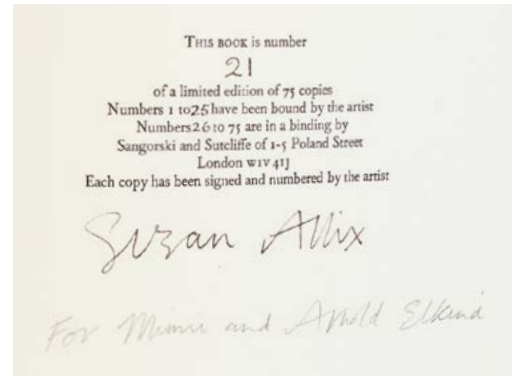 THIS BOOK is number
21
of a limited edition of 75 copies
Numbers 1 to 25 have been bound by the artist
Numbers 26 to 75 are in a binding by
Sangorski and Sutcliffe of 1-5 Poland Street
London W1V 4IJ
Each copy has been signed and numbered by the artist
Suzan Allix
For Mimi and Arnold Elkind